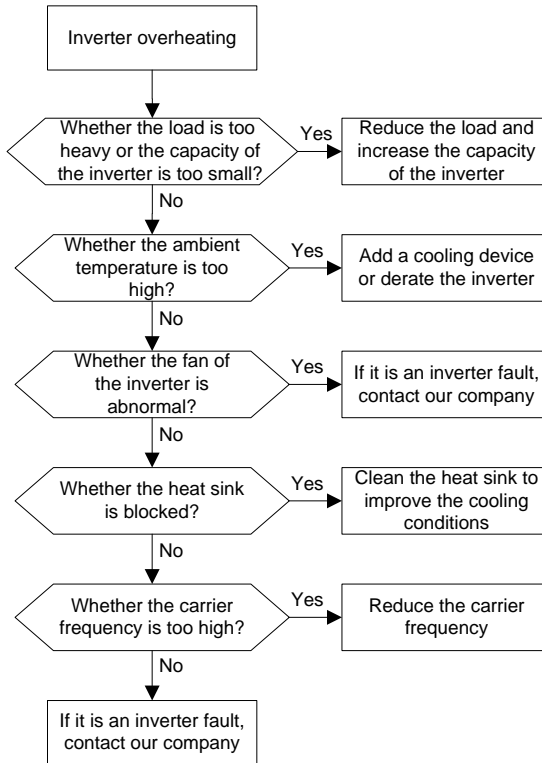 Inverter overheating
Whether the load is too
heavy or the capacity of
the inverter is too small?
Yes
Reduce the load and
increase the capacity
of the inverter
No
Whether the ambient
temperature is too
high?
Yes
Add a cooling device
or derate the inverter
No
Whether the fan of
the inverter is
abnormal?
Yes
If it is an inverter fault,
contact our company
No
Whether the heat sink
is blocked?
Yes
Clean the heat sink to
improve the cooling
conditions
No
Whether the carrier
frequency is too high?
Yes
Reduce the carrier
frequency
No
If it is an inverter fault,
contact our company